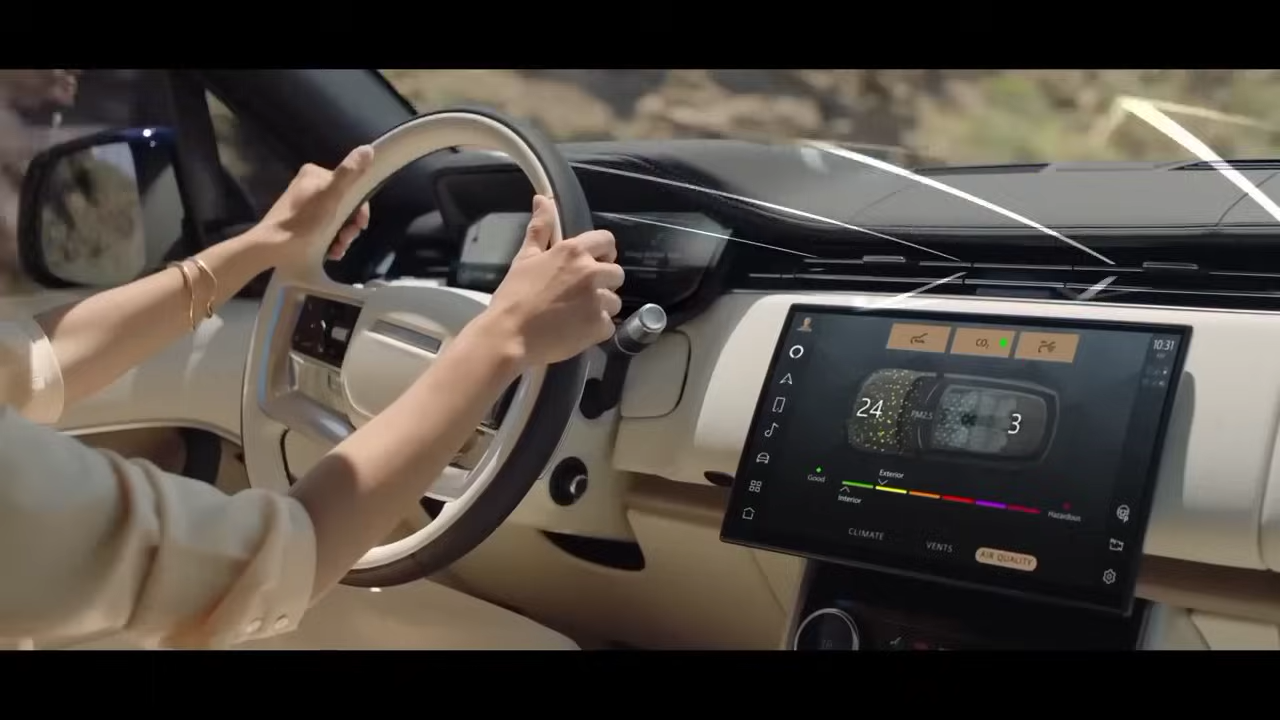 10:31
CO₂
24
PM2.5
3
Exterior
Good
Interior
Hazardous
CLIMATE
VENTS
AIR QUALITY